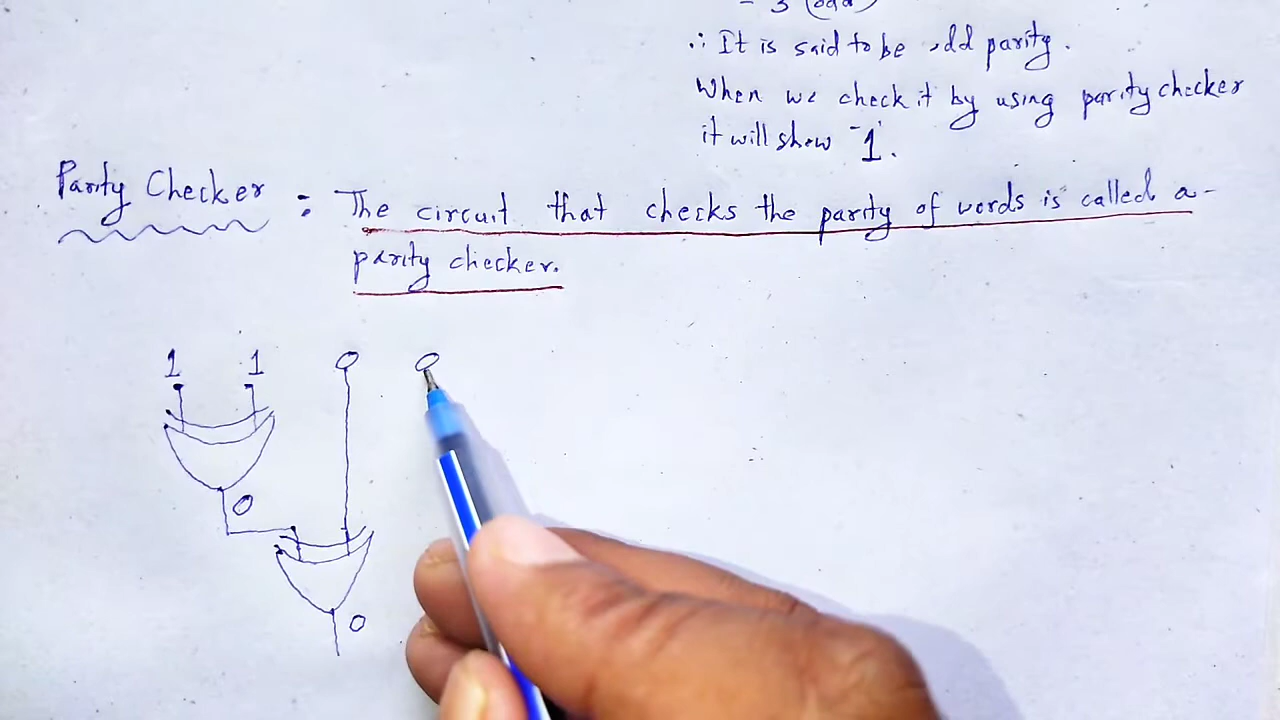 = 3 (odd)
∴ It is said to be odd parity.
When we check it by using parity checker
it will show "1".
Parity Checker : The circuit that checks the parity of words is called a-
parity checker.
1 1 0 0
0
0